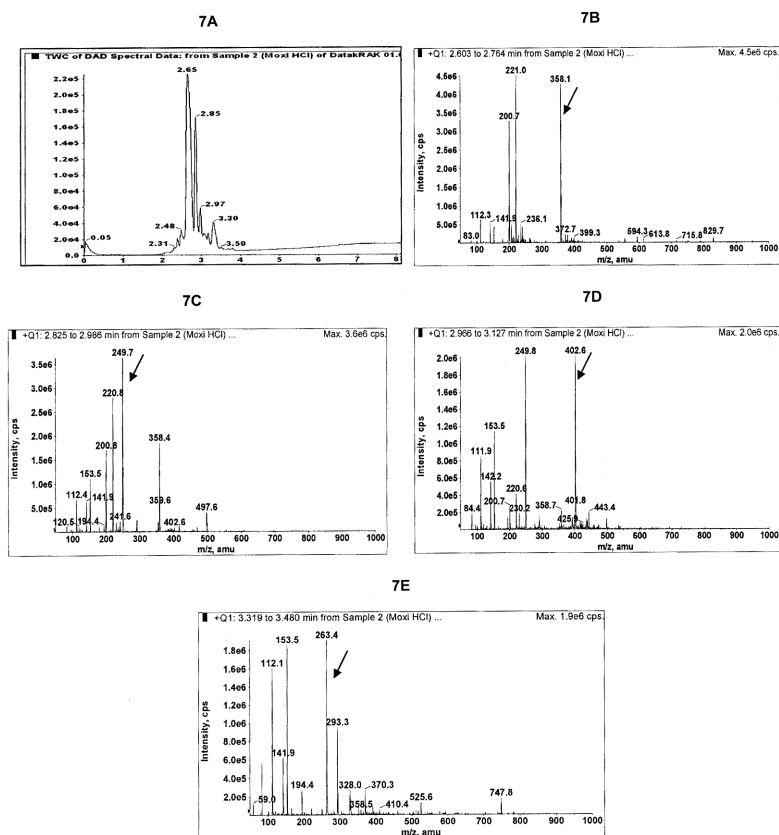 7A
TWC of DAD Spectral Data: from Sample 2 (Moxi HCl) of DatakRAK 01.
2.2e5
2.0e5
1.8e5
1.6e5
1.4e5
1.2e5
1.0e5
8.0e4
6.0e4
4.0e4
2.0e4
0.0
0.05
2.31
2.48
2.65
2.85
2.97
3.30
3.50
0 1 2 3 4 5 6 7 8
7B
+Q1: 2.603 to 2.764 min from Sample 2 (Moxi HCl) ...
Max. 4.5e6 cps.
Intensity, cps
4.5e6
4.0e6
3.5e6
3.0e6
2.5e6
2.0e6
1.5e6
1.0e6
5.0e5
221.0
358.1
200.7
112.3
141.9
236.1
83.0
372.7
399.3
594.3
613.8
715.8
829.7
100 200 300 400 500 600 700 800 900 1000
m/z, amu
7C
+Q1: 2.825 to 2.986 min from Sample 2 (Moxi HCl) ...
Max. 3.6e6 cps.
Intensity, cps
3.5e6
3.0e6
2.5e6
2.0e6
1.5e6
1.0e6
5.0e5
249.7
220.8
358.4
200.6
153.5
112.4
141.9
359.6
497.6
120.5
194.4
241.6
402.6
100 200 300 400 500 600 700 800 900 1000
m/z, amu
7D
+Q1: 2.966 to 3.127 min from Sample 2 (Moxi HCl) ...
Max. 2.0e6 cps.
Intensity, cps
2.0e6
1.8e6
1.6e6
1.4e6
1.2e6
1.0e6
8.0e5
6.0e5
4.0e5
2.0e5
249.8
402.6
153.5
111.9
142.2
220.6
84.4
200.7
230.2
358.7
401.8
443.4
100 200 300 400 500 600 700 800 900 1000
m/z, amu
7E
+Q1: 3.319 to 3.480 min from Sample 2 (Moxi HCl) ...
Max. 1.9e6 cps.
Intensity, cps
1.8e6
1.6e6
1.4e6
1.2e6
1.0e6
8.0e5
6.0e5
4.0e5
2.0e5
263.4
153.5
112.1
293.3
141.9
194.4
328.0
370.3
59.0
358.5
410.4
525.6
747.8
100 200 300 400 500 600 700 800 900 1000
m/z, amu